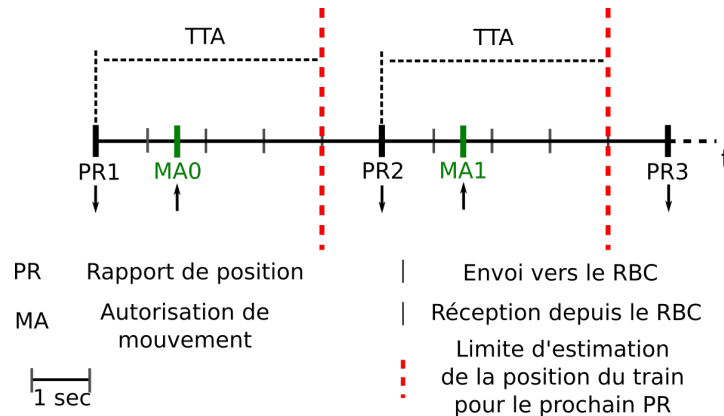 TTA
TTA
PR1
MA0
PR2
MA1
PR3
t
PR
Rapport de position
Envoi vers le RBC
MA
Autorisation de
mouvement
Réception depuis le RBC
1 sec
Limite d'estimation
de la position du train
pour le prochain PR